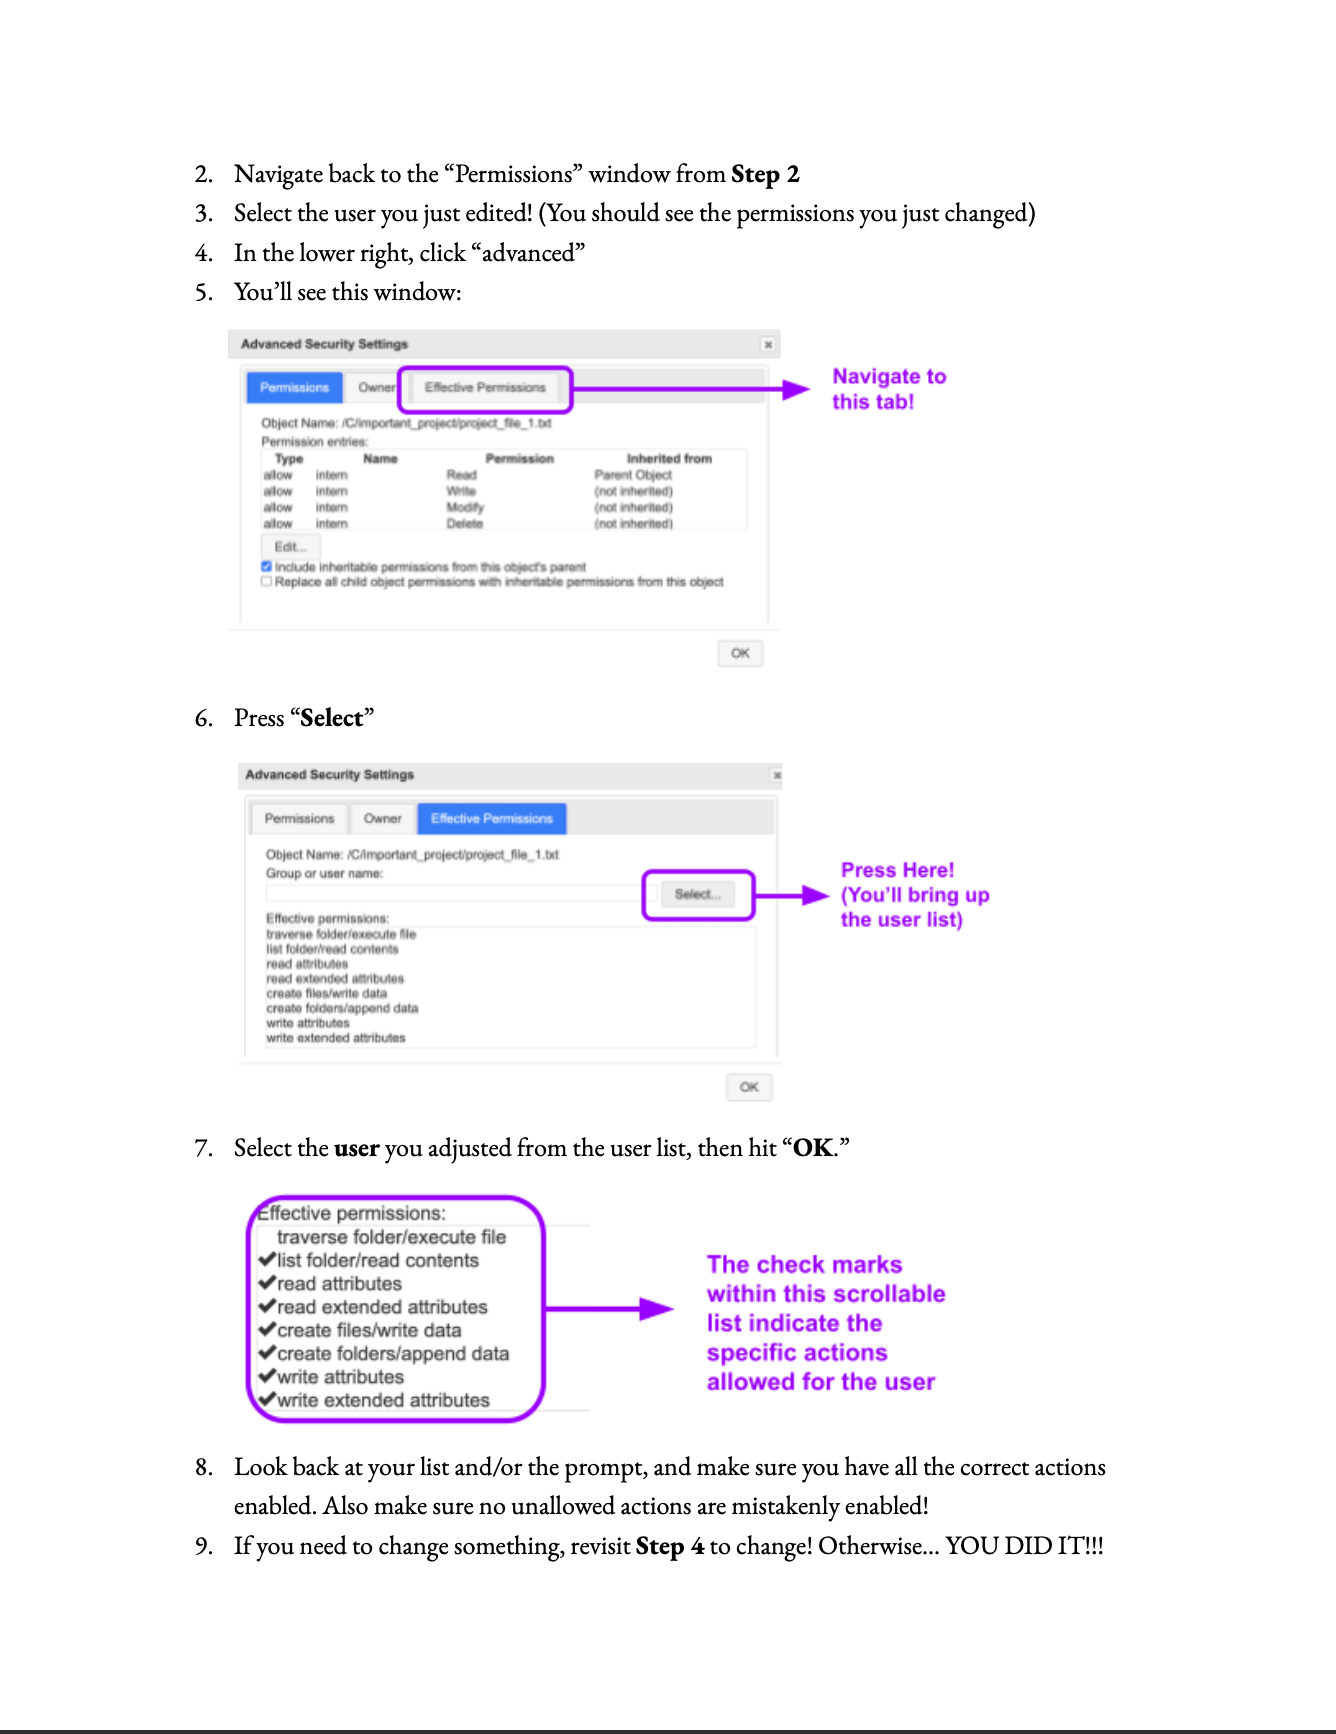 2. Navigate back to the “Permissions” window from Step 2
3. Select the user you just edited! (You should see the permissions you just changed)
4. In the lower right, click “advanced”
5. You’ll see this window:
Advanced Security Settings
Permissions Owner Effective Permissions
Navigate to
this tab!
Object Name: /C/important_project/project_file_1.txt
Permission entries:
Type Name Permission Inherited from
allow intern Read Parent Object
allow intern Write (not inherited)
allow intern Modify (not inherited)
allow intern Delete (not inherited)
Edit...
Include inheritable permissions from this object's parent
Replace all child object permissions with inheritable permissions from this object
OK
6. Press “Select”
Advanced Security Settings
Permissions Owner Effective Permissions
Object Name: /C/important_project/project_file_1.txt
Group or user name:
Select...
Press Here!
(You’ll bring up
the user list)
Effective permissions:
traverse folder/execute file
list folder/read contents
read attributes
read extended attributes
create files/write data
create folders/append data
write attributes
write extended attributes
OK
7. Select the user you adjusted from the user list, then hit “OK.”
Effective permissions:
traverse folder/execute file
✔list folder/read contents
✔read attributes
✔read extended attributes
✔create files/write data
✔create folders/append data
✔write attributes
✔write extended attributes
The check marks
within this scrollable
list indicate the
specific actions
allowed for the user
8. Look back at your list and/or the prompt, and make sure you have all the correct actions
enabled. Also make sure no unallowed actions are mistakenly enabled!
9. If you need to change something, revisit Step 4 to change! Otherwise... YOU DID IT!!!